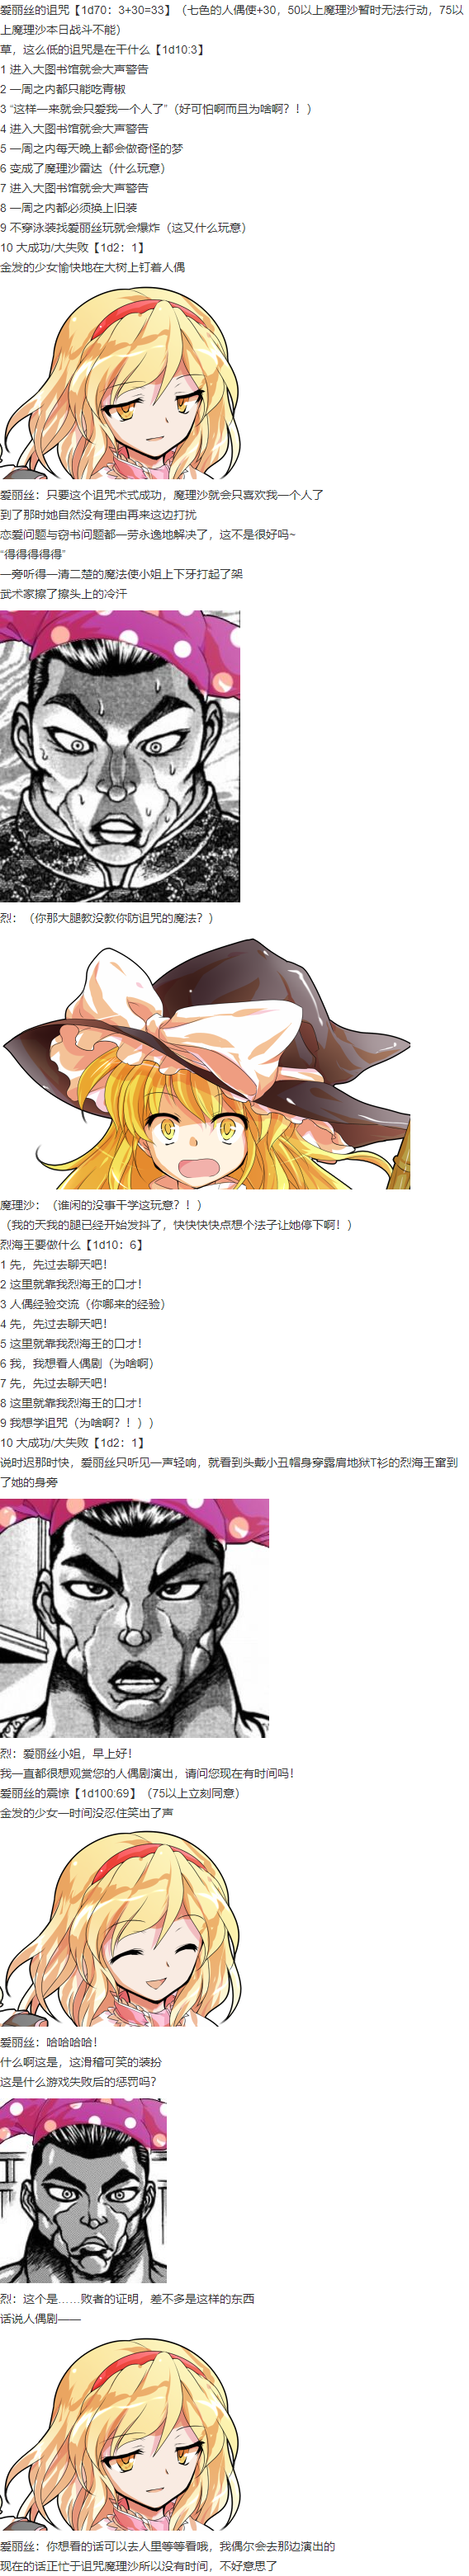 爱丽丝的诅咒【1d70：3+30=33】（七色的人偶使+30，50以上魔理沙暂时无法行动，75以
上魔理沙本日战斗不能）
草，这么低的诅咒是在干什么【1d10:3】
1 进入大图书馆就会大声警告
2 一周之内都只能吃青椒
3 “这样一来就会只爱我一个人了”（好可怕啊而且为啥啊？！）
4 进入大图书馆就会大声警告
5 一周之内每天晚上都会做奇怪的梦
6 变成了魔理沙雷达（什么玩意）
7 进入大图书馆就会大声警告
8 一周之内都必须换上旧装
9 不穿泳装找爱丽丝玩就会爆炸（这又什么玩意）
10 大成功/大失败【1d2：1】
金发的少女愉快地在大树上钉着人偶
爱丽丝：只要这个诅咒术式成功，魔理沙就会只喜欢我一个人了
到了那时她自然没有理由再来这边打扰
恋爱问题与窃书问题都一劳永逸地解决了，这不是很好吗~
“得得得得得”
一旁听得一清二楚的魔法使小姐上下牙打起了架
武术家擦了擦头上的冷汗
烈：（你那大腿教没教你防诅咒的魔法？）
魔理沙：（谁闲的没事干学这玩意？！）
（我的天我的腿已经开始发抖了，快快快快点想个法子让她停下啊！）
烈海王要做什么【1d10：6】
1 先，先过去聊天吧！
2 这里就靠我烈海王的口才！
3 人偶经验交流（你哪来的经验）
4 先，先过去聊天吧！
5 这里就靠我烈海王的口才！
6 我，我想看人偶剧（为啥啊）
7 先，先过去聊天吧！
8 这里就靠我烈海王的口才！
9 我想学诅咒（为啥啊？！））
10 大成功/大失败【1d2：1】
说时迟那时快，爱丽丝只听见一声轻响，就看到头戴小丑帽身穿露肩地狱T衫的烈海王窜到
了她的身旁
烈：爱丽丝小姐，早上好！
我一直都很想观赏您的人偶剧演出，请问您现在有时间吗！
爱丽丝的震惊【1d100:69】（75以上立刻同意）
金发的少女一时间没忍住笑出了声
爱丽丝：哈哈哈哈！
什么啊这是，这滑稽可笑的装扮
这是什么游戏失败后的惩罚吗？
烈：这个是……败者的证明，差不多是这样的东西
话说人偶剧——
爱丽丝：你想看的话可以去人里等等看哦，我偶尔会去那边演出的
现在的话正忙于诅咒魔理沙所以没有时间，不好意思了